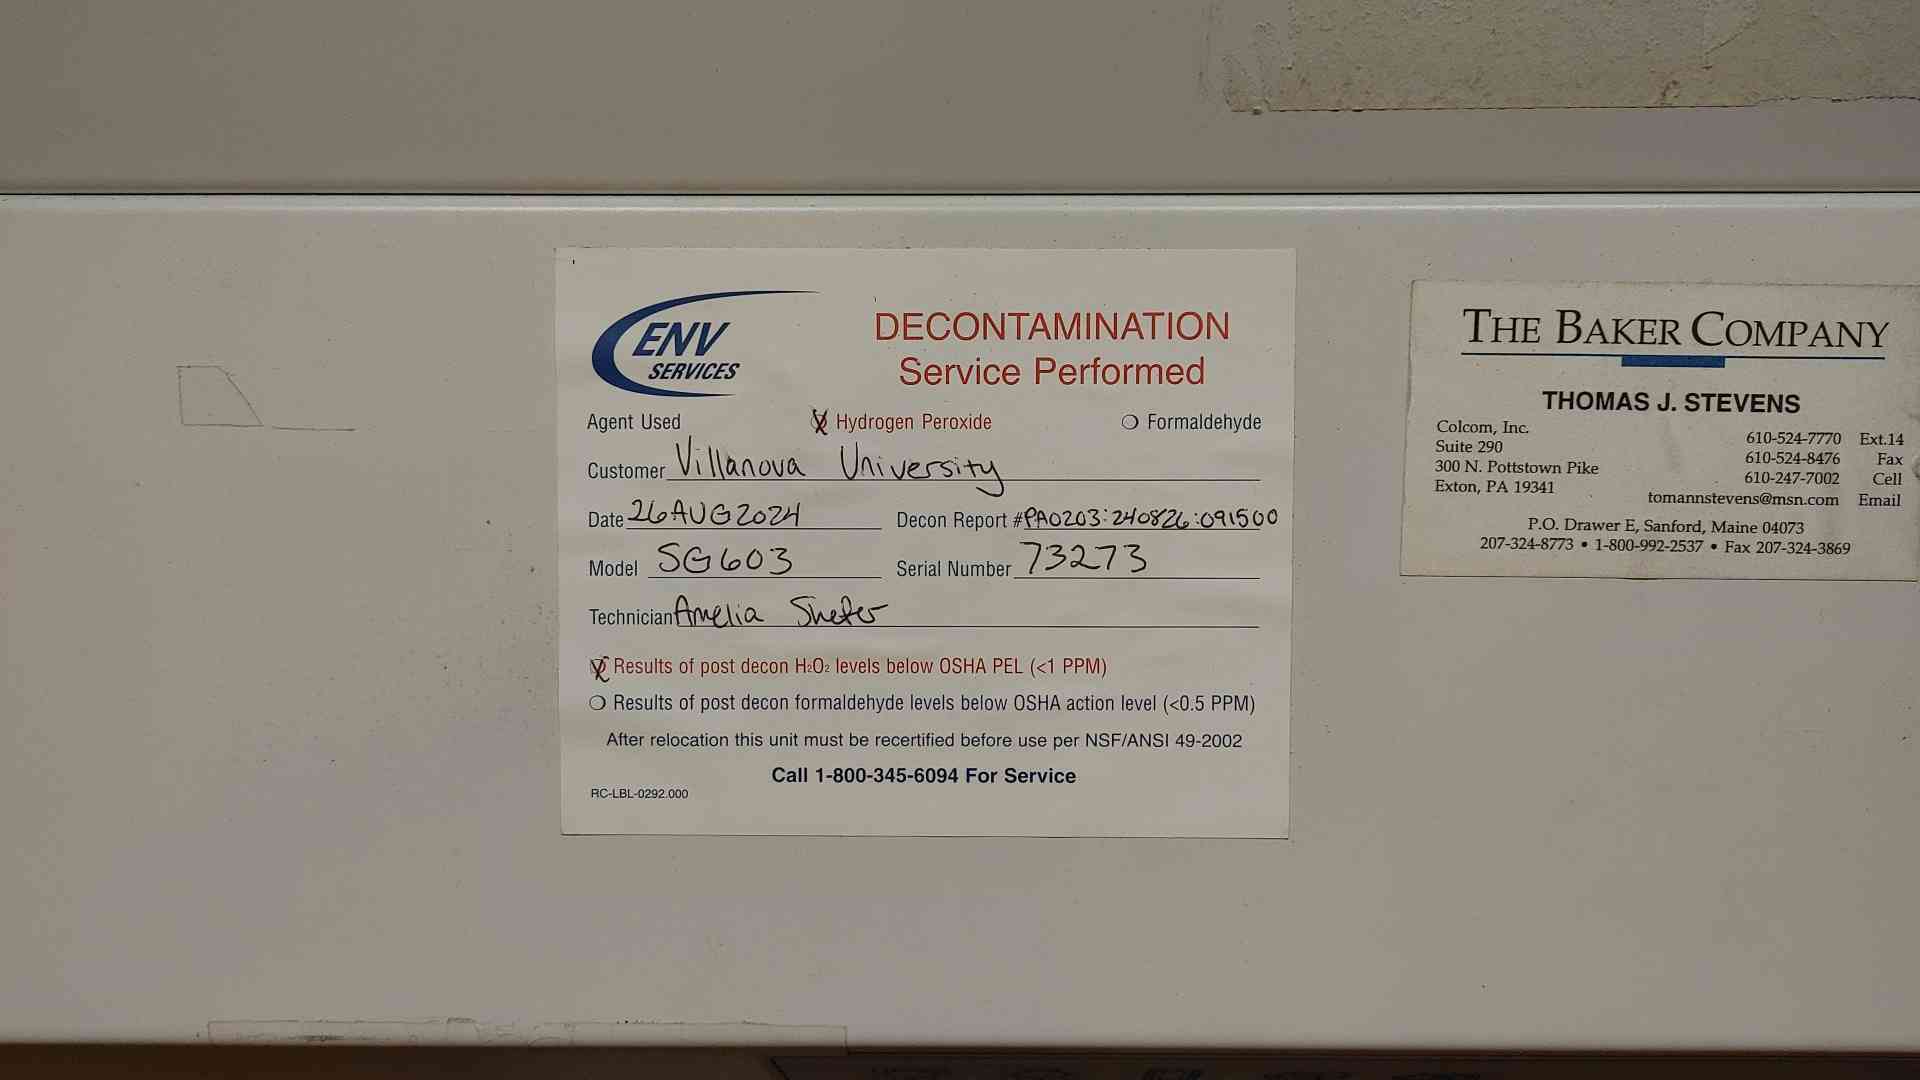 ENV
SERVICES
DECONTAMINATION
Service Performed
Agent Used Hydrogen Peroxide Formaldehyde
Customer Villanova University
Date 26AUG2024 Decon Report #PA0203:240826:091500
Model SG603 Serial Number 73273
Technician Amelia
Results of post decon H2O2 levels below OSHA PEL (<1 PPM)
Results of post decon formaldehyde levels below OSHA action level (<0.5 PPM)
After relocation this unit must be recertified before use per NSF/ANSI 49-2002
Call 1-800-345-6094 For Service
RC-LBL-0292.000
THE BAKER COMPANY
THOMAS J. STEVENS
Colcom, Inc.
Suite 290
300 N. Pottstown Pike
Exton, PA 19341
610-524-7770 Ext.14
610-524-8476 Fax
610-247-7002 Cell
tomannstevens@msn.com Email
P.O. Drawer E, Sanford, Maine 04073
207-324-8773 • 1-800-992-2537 • Fax 207-324-3869